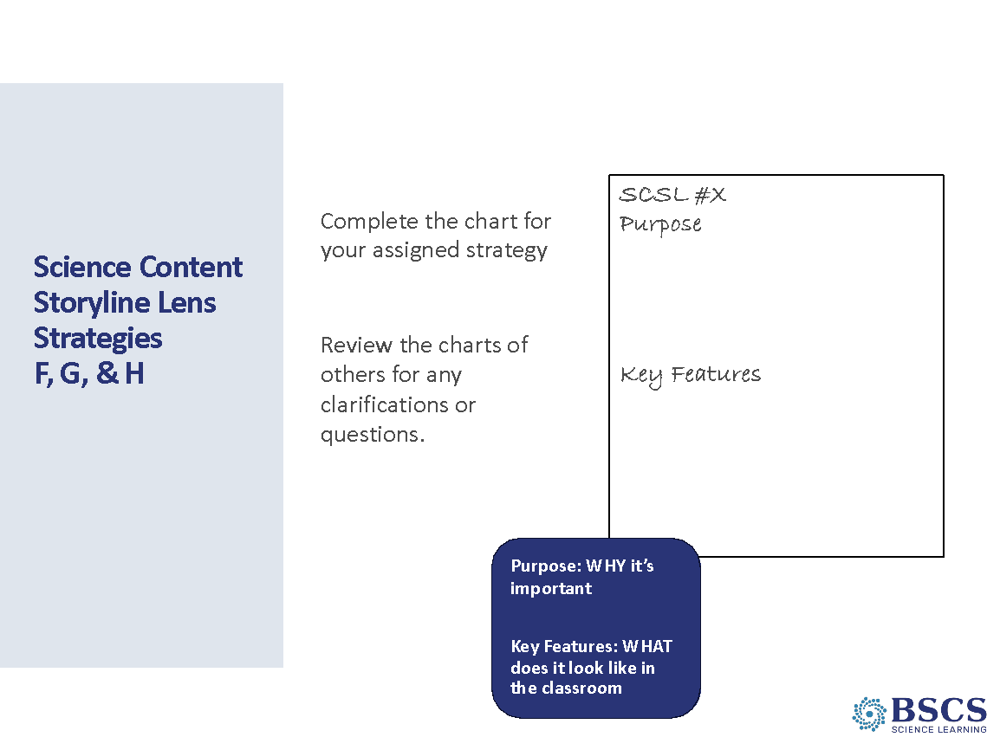 Science Content
Storyline Lens
Strategies
F, G, & H
Complete the chart for
your assigned strategy
Review the charts of
others for any
clarifications or
questions.
SCSL #X
Purpose
Key Features
Purpose: WHY it's
important
Key Features: WHAT
does it look like in
the classroom
BSCS
SCIENCE LEARNING